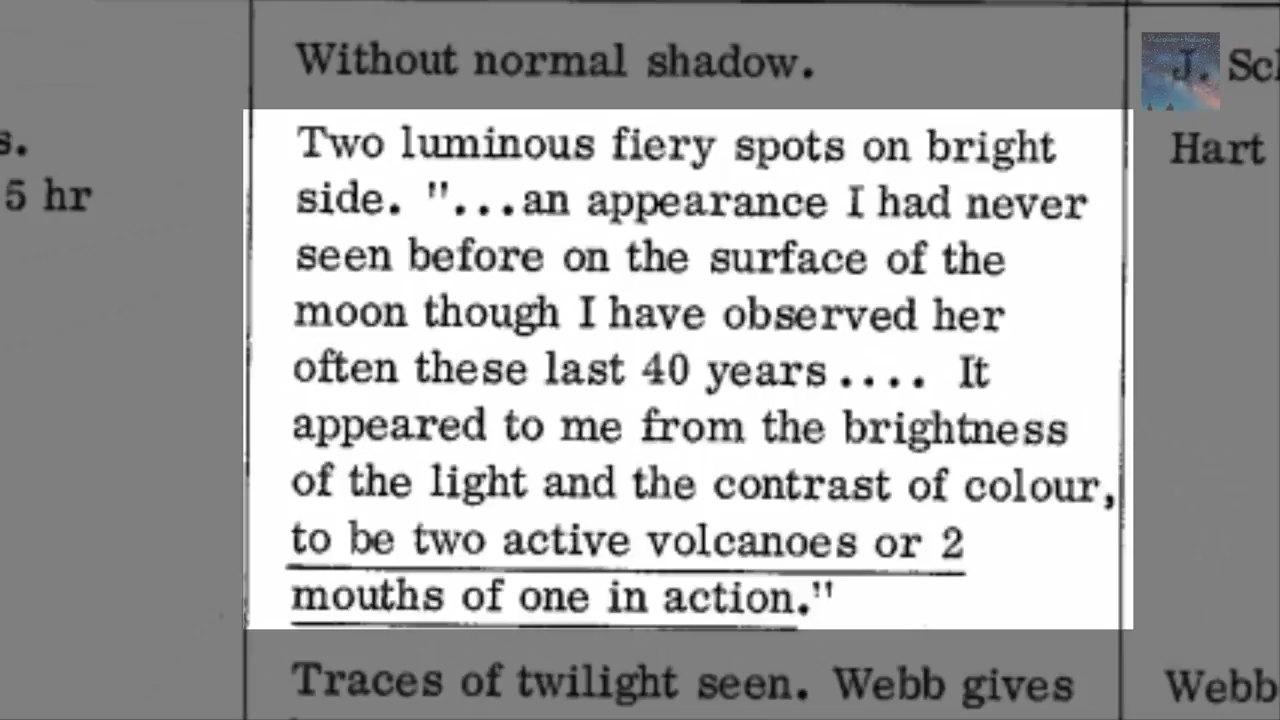 Without normal shadow.
J. Sch
s.
Two luminous fiery spots on bright
Hart
5 hr
side. "...an appearance I had never
seen before on the surface of the
moon though I have observed her
often these last 40 years.... It
appeared to me from the brightness
of the light and the contrast of colour,
to be two active volcanoes or 2
mouths of one in action."
Traces of twilight seen. Webb gives
Webb